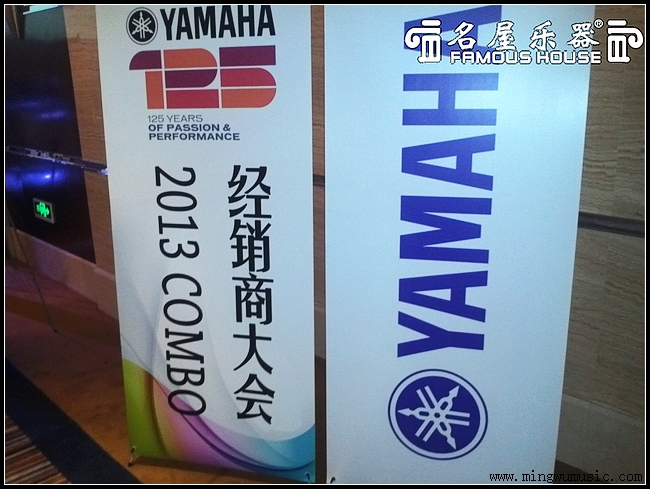 YAMAHA
125
125 YEARS
OF PASSION &
PERFORMANCE
2013 COMBO
经销商大会
YAMAHA
名屋乐器®
FAMOUS HOUSE
www.mingwumusic.com